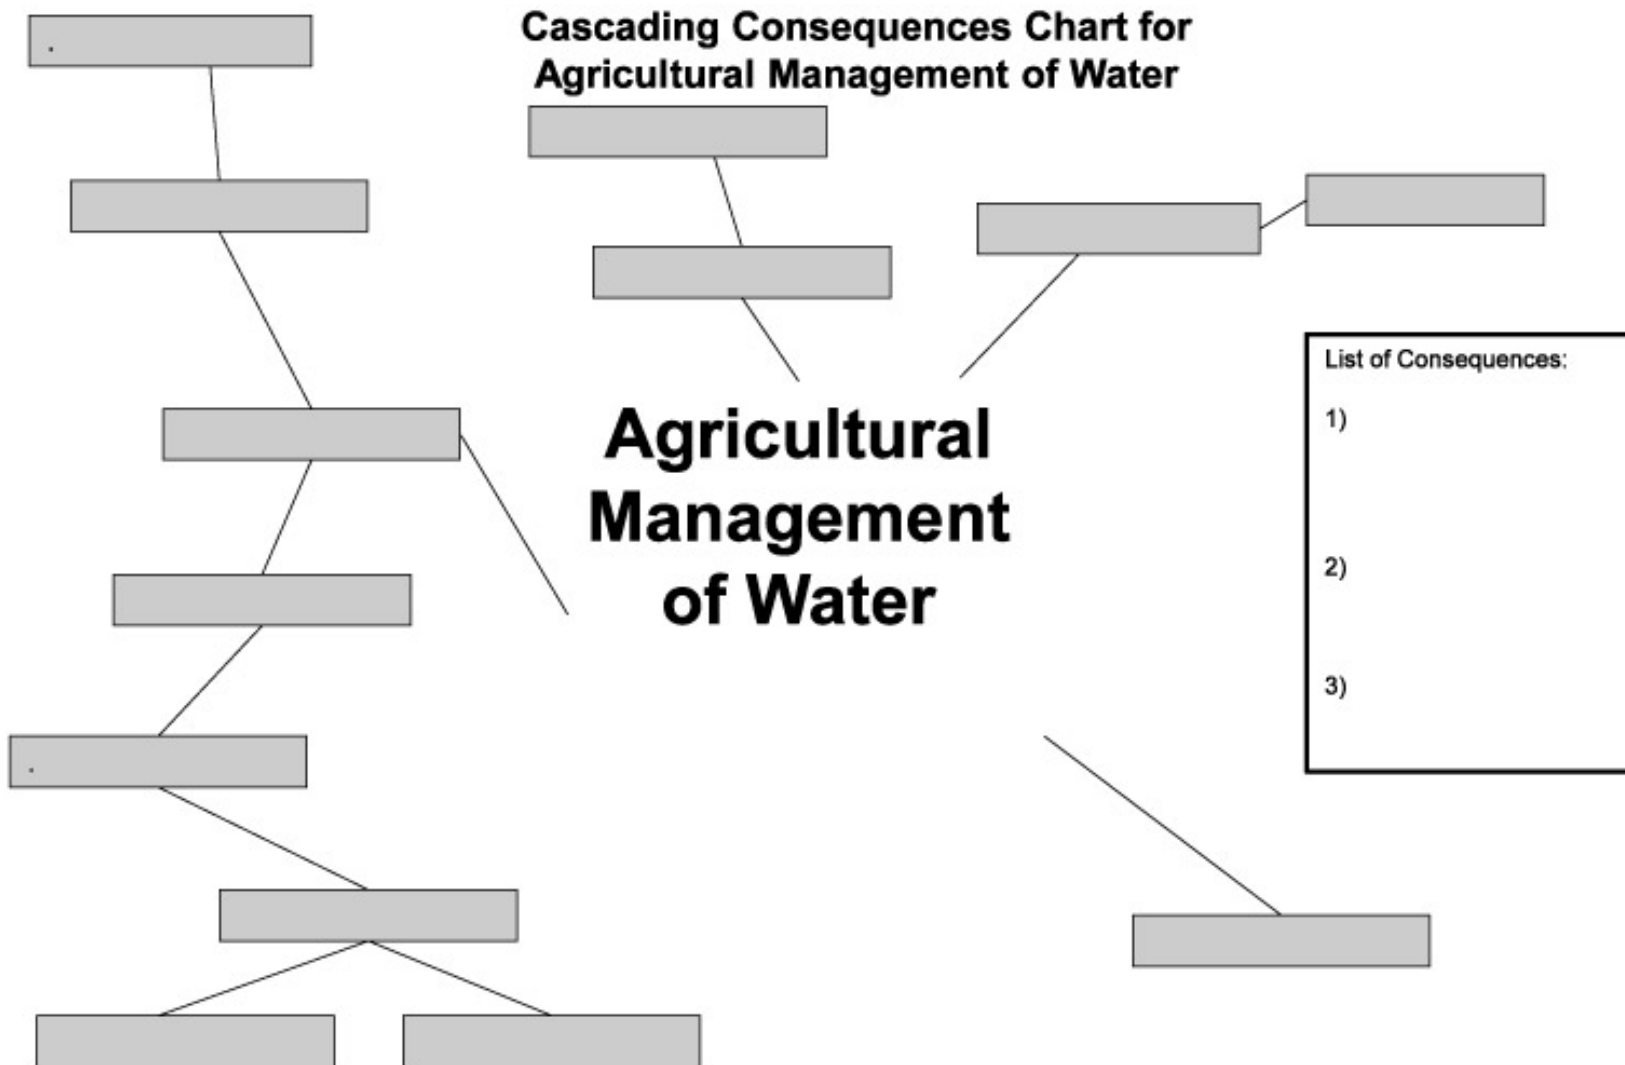 Cascading Consequences Chart for
Agricultural Management of Water
.
Agricultural
Management
of Water
List of Consequences:
1)
2)
3)
.